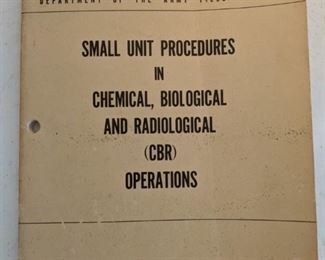 DEPARTMENT OF THE ARMY FIELD
SMALL UNIT PROCEDURES
IN
CHEMICAL, BIOLOGICAL
AND RADIOLOGICAL
(CBR)
OPERATIONS